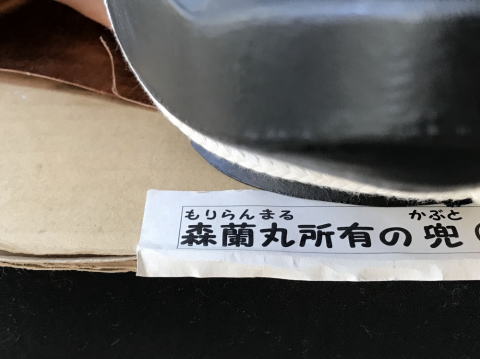 もりらんまる かぶと
森蘭丸所有の兜